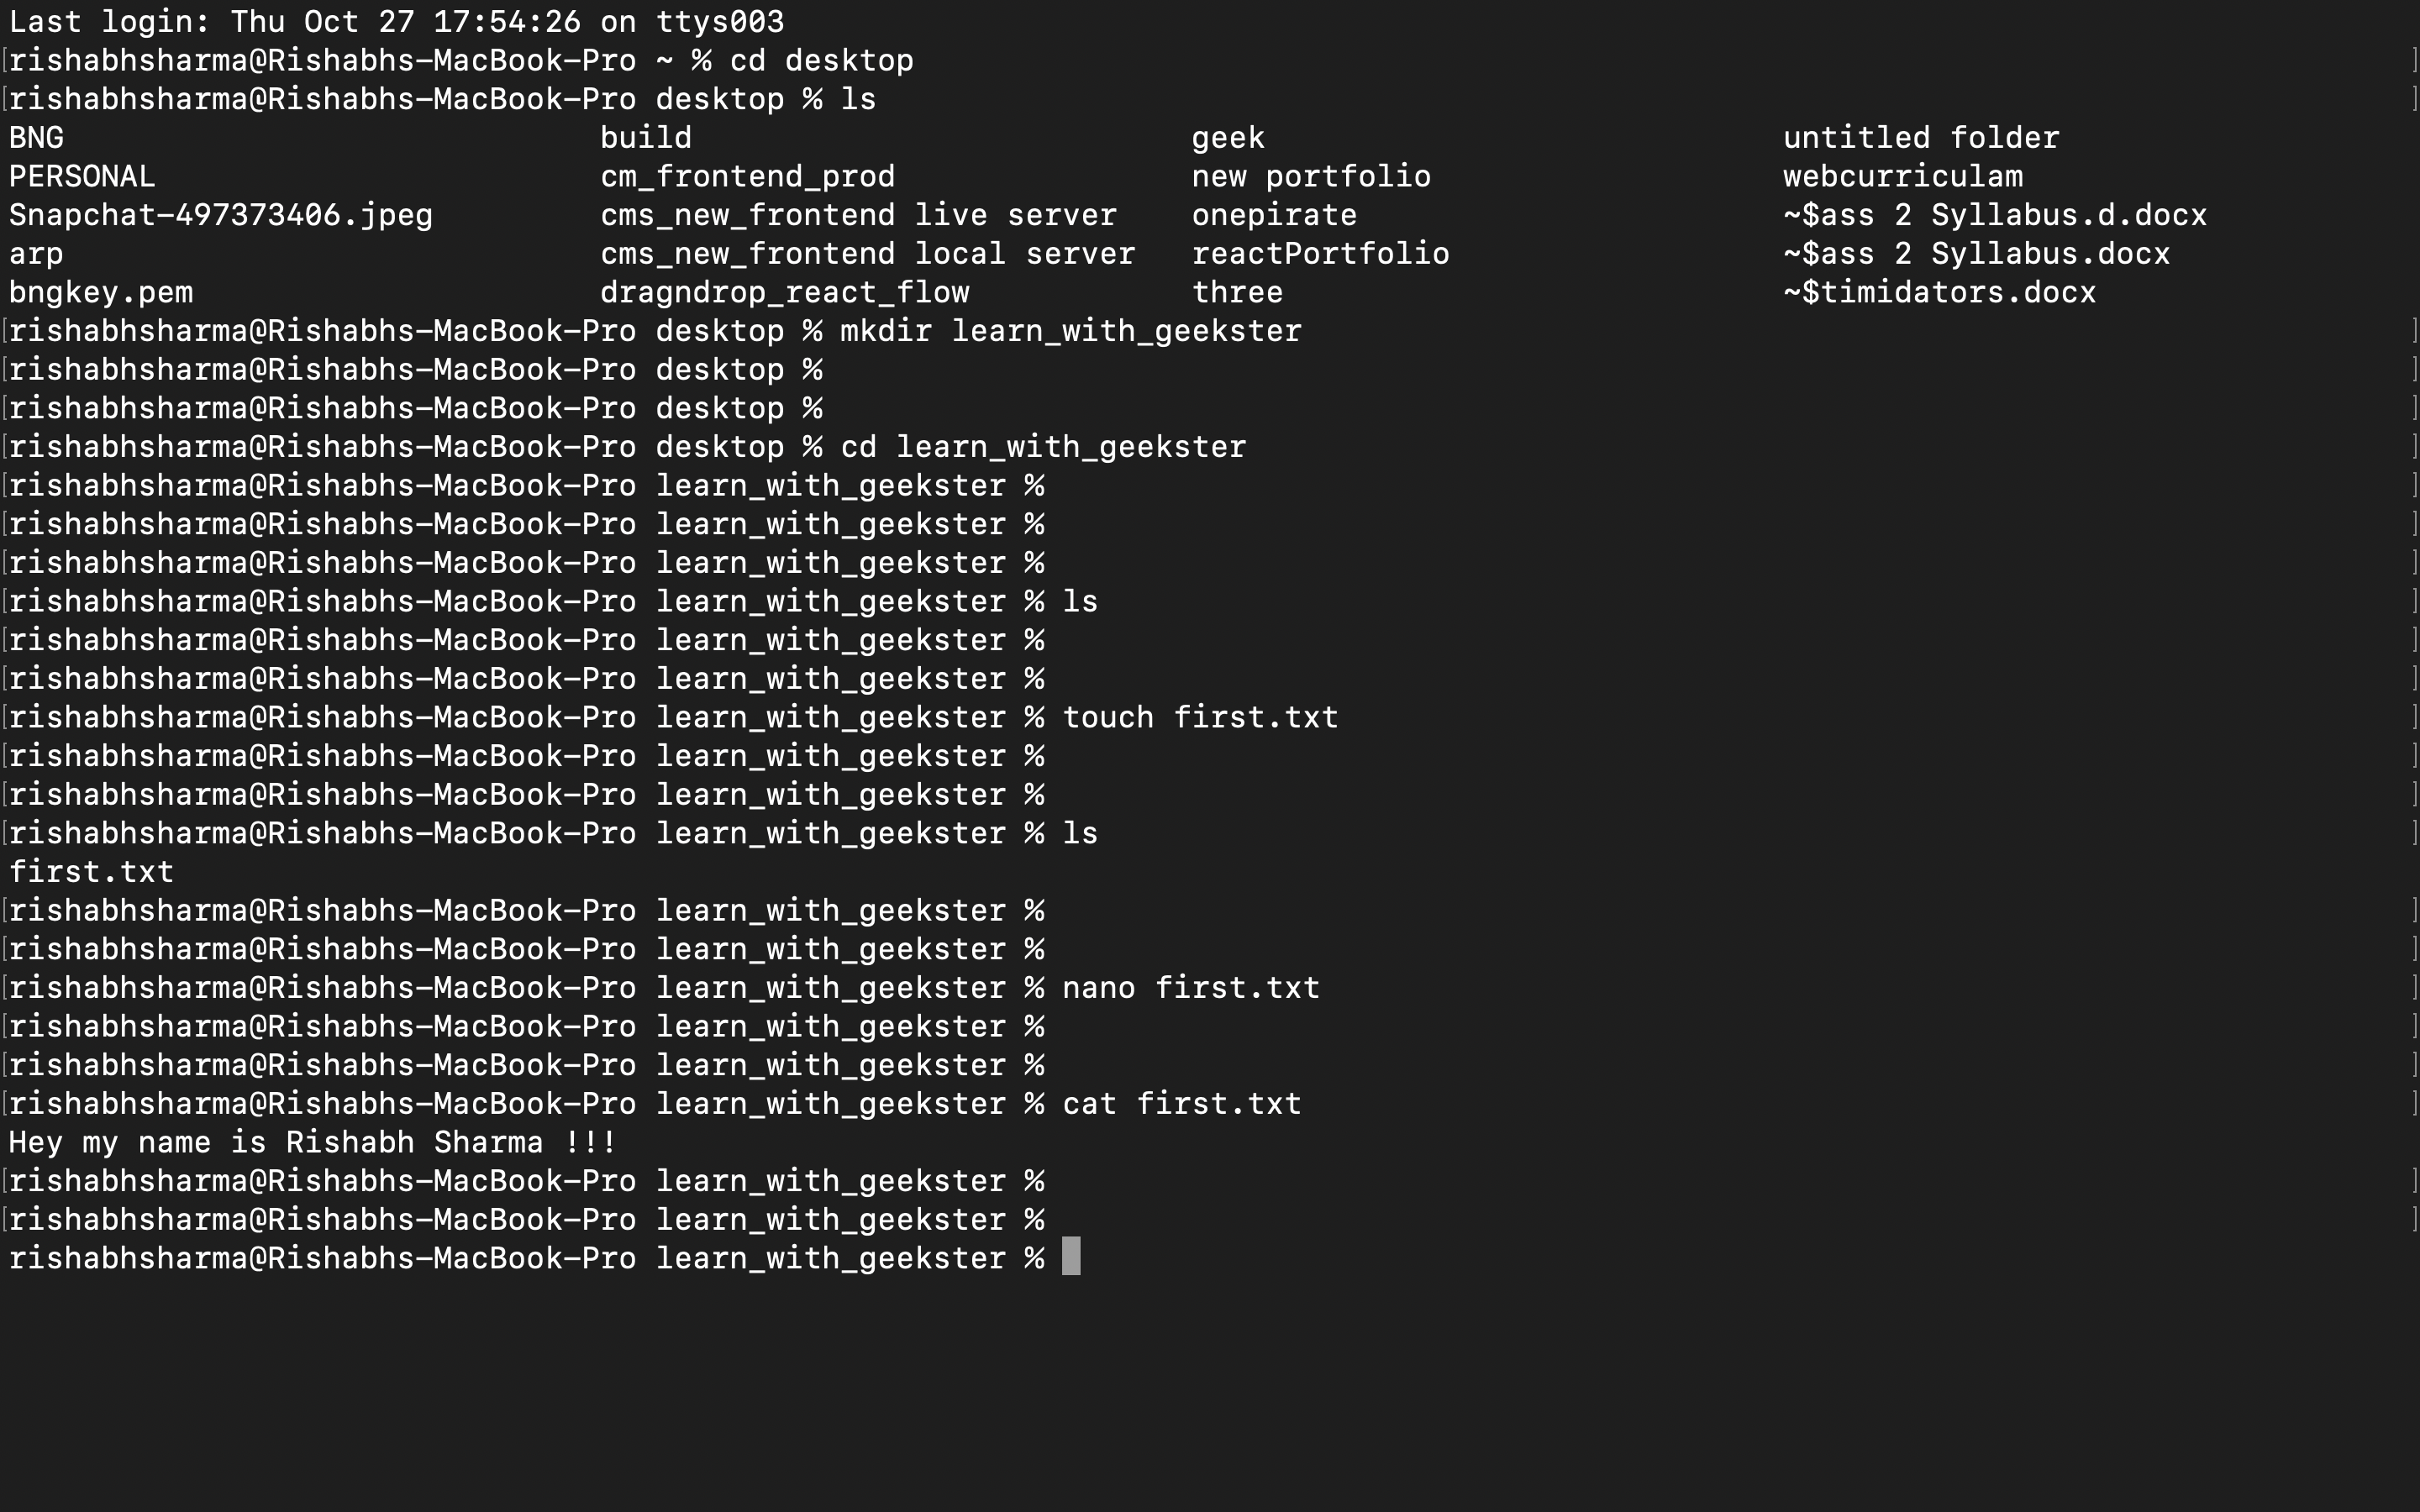 Last login: Thu Oct 27 17:54:26 on ttys003
[rishabhsharma@Rishabhs-MacBook-Pro ~ % cd desktop ]
[rishabhsharma@Rishabhs-MacBook-Pro desktop % ls ]
BNG build geek untitled folder
PERSONAL cm_frontend_prod new portfolio webcurriculam
Snapchat-497373406.jpeg cms_new_frontend live server onepirate ~$ass 2 Syllabus.d.docx
arp cms_new_frontend local server reactPortfolio ~$ass 2 Syllabus.docx
bngkey.pem dragndrop_react_flow three ~$timidators.docx
[rishabhsharma@Rishabhs-MacBook-Pro desktop % mkdir learn_with_geekster ]
[rishabhsharma@Rishabhs-MacBook-Pro desktop % ]
[rishabhsharma@Rishabhs-MacBook-Pro desktop % ]
[rishabhsharma@Rishabhs-MacBook-Pro desktop % cd learn_with_geekster ]
[rishabhsharma@Rishabhs-MacBook-Pro learn_with_geekster % ]
[rishabhsharma@Rishabhs-MacBook-Pro learn_with_geekster % ]
[rishabhsharma@Rishabhs-MacBook-Pro learn_with_geekster % ]
[rishabhsharma@Rishabhs-MacBook-Pro learn_with_geekster % ls ]
[rishabhsharma@Rishabhs-MacBook-Pro learn_with_geekster % ]
[rishabhsharma@Rishabhs-MacBook-Pro learn_with_geekster % ]
[rishabhsharma@Rishabhs-MacBook-Pro learn_with_geekster % touch first.txt ]
[rishabhsharma@Rishabhs-MacBook-Pro learn_with_geekster % ]
[rishabhsharma@Rishabhs-MacBook-Pro learn_with_geekster % ]
[rishabhsharma@Rishabhs-MacBook-Pro learn_with_geekster % ls ]
first.txt
[rishabhsharma@Rishabhs-MacBook-Pro learn_with_geekster % ]
[rishabhsharma@Rishabhs-MacBook-Pro learn_with_geekster % ]
[rishabhsharma@Rishabhs-MacBook-Pro learn_with_geekster % nano first.txt ]
[rishabhsharma@Rishabhs-MacBook-Pro learn_with_geekster % ]
[rishabhsharma@Rishabhs-MacBook-Pro learn_with_geekster % ]
[rishabhsharma@Rishabhs-MacBook-Pro learn_with_geekster % cat first.txt ]
Hey my name is Rishabh Sharma !!!
[rishabhsharma@Rishabhs-MacBook-Pro learn_with_geekster % ]
[rishabhsharma@Rishabhs-MacBook-Pro learn_with_geekster % ]
rishabhsharma@Rishabhs-MacBook-Pro learn_with_geekster %